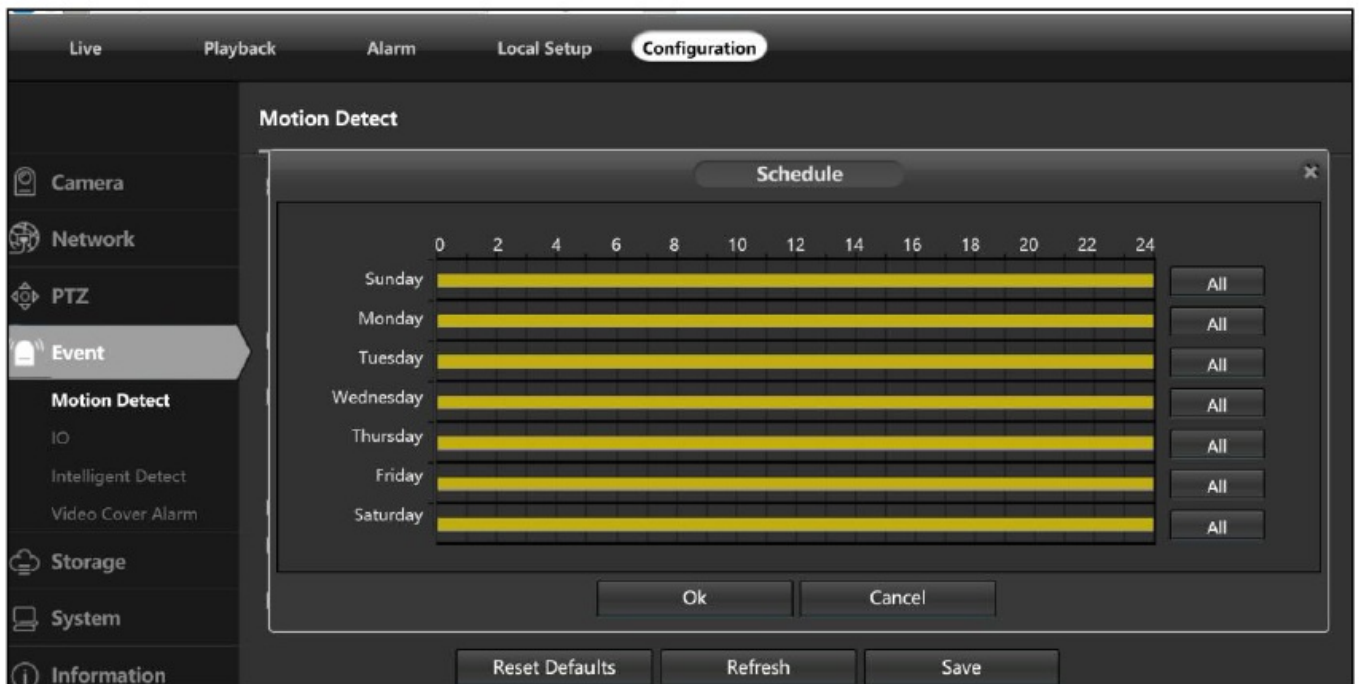 Live Playback Alarm Local Setup Configuration
Motion Detect
Schedule
Camera
Network
PTZ
Event
Motion Detect
IO
Intelligent Detect
Video Cover Alarm
Storage
System
Information
0 2 4 6 8 10 12 14 16 18 20 22 24
Sunday All
Monday All
Tuesday All
Wednesday All
Thursday All
Friday All
Saturday All
Ok Cancel
Reset Defaults Refresh Save